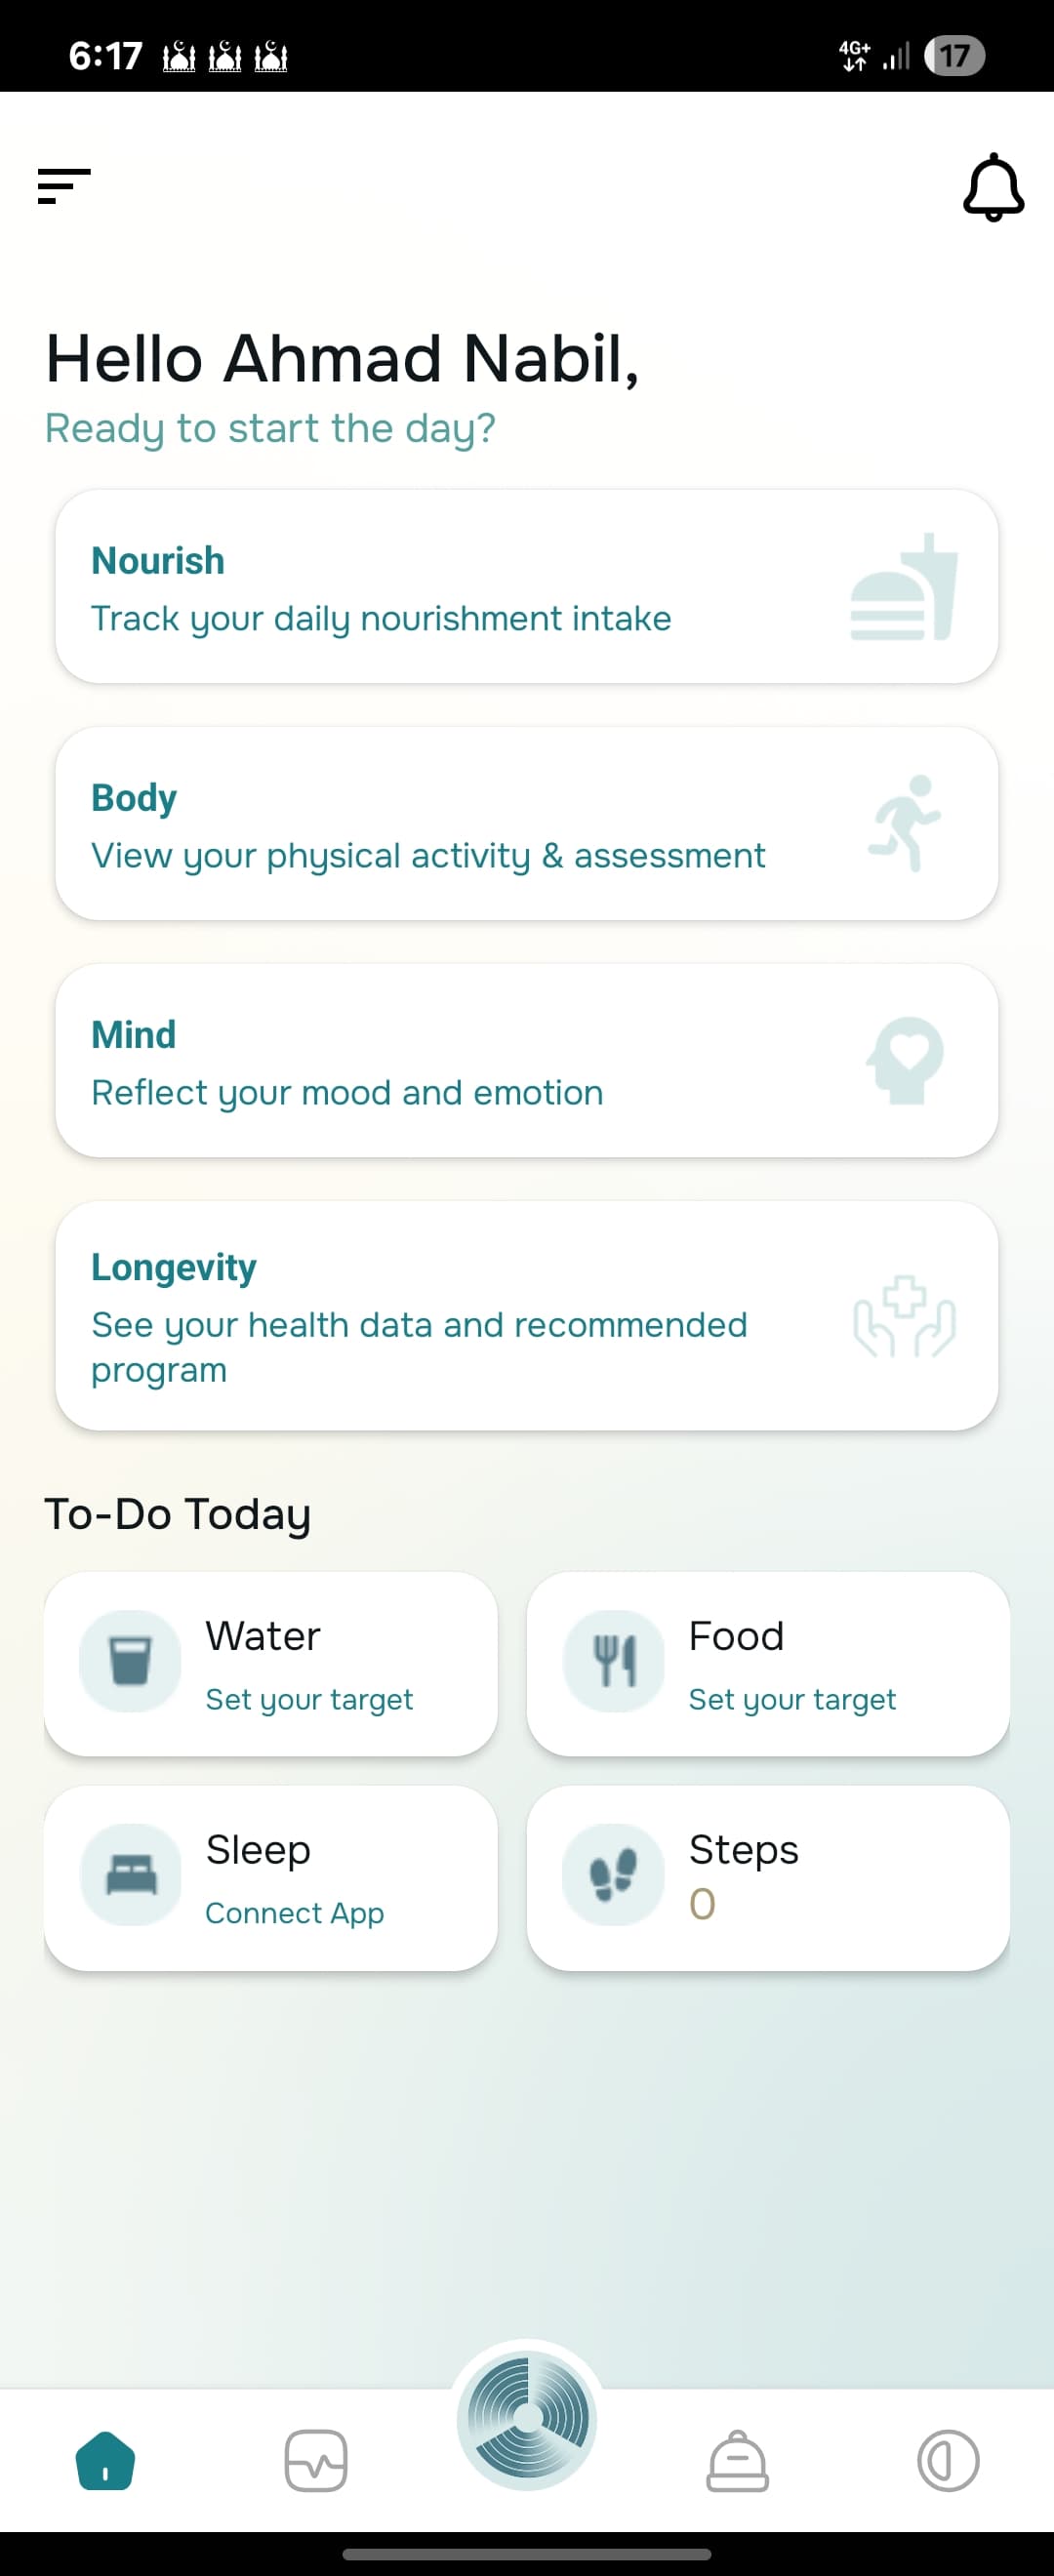 6:17
4G+
17
Hello Ahmad Nabil,
Ready to start the day?
Nourish
Track your daily nourishment intake
Body
View your physical activity & assessment
Mind
Reflect your mood and emotion
Longevity
See your health data and recommended
program
To-Do Today
Water
Set your target
Food
Set your target
Sleep
Connect App
Steps
0